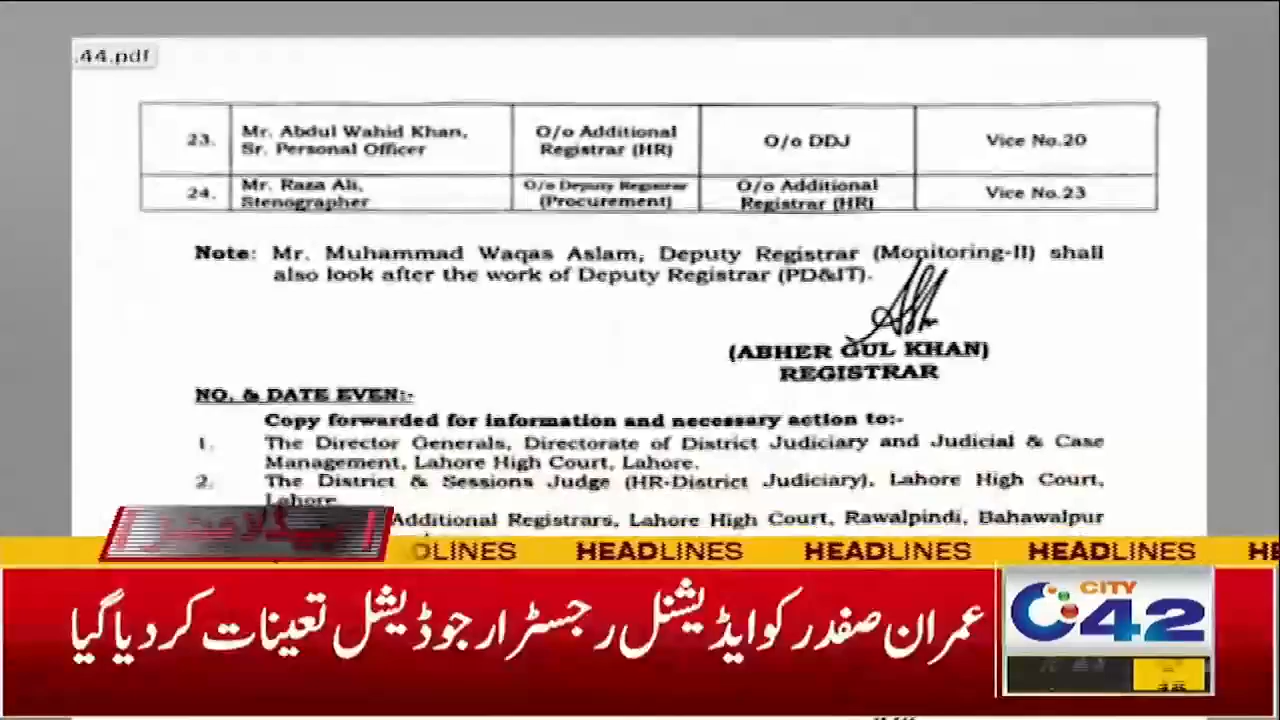 .44.pdf
23. Mr. Abdul Wahid Khan, Sr. Personal Officer O/o Additional Registrar (HR) O/o DDJ Vice No.20
24. Mr. Raza Ali, Stenographer O/o Deputy Registrar (Procurement) O/o Additional Registrar (HR) Vice No.23
Note: Mr. Muhammad Waqas Aslam, Deputy Registrar (Monitoring-II) shall
also look after the work of Deputy Registrar (PD&IT).
(ABHER GUL KHAN)
REGISTRAR
NO. & DATE EVEN:-
Copy forwarded for information and necessary action to:-
1. The Director Generals, Directorate of District Judiciary and Judicial & Case
Management, Lahore High Court, Lahore.
2. The District & Sessions Judge (HR-District Judiciary), Lahore High Court,
Lahore.
Additional Registrars, Lahore High Court, Rawalpindi, Bahawalpur
ہیڈلائنز
DLINES HEADLINES HEADLINES HEADLINES HE
عمران صفدر کو ایڈیشنل رجسٹرار جوڈیشل تعینات کر دیا گیا
CITY
42